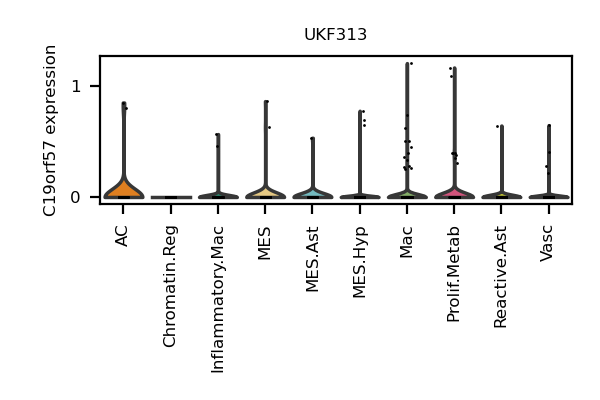 UKF313
C19orf57 expression
1
0
AC
Chromatin.Reg
Inflammatory.Mac
MES
MES.Ast
MES.Hyp
Mac
Prolif.Metab
Reactive.Ast
Vasc